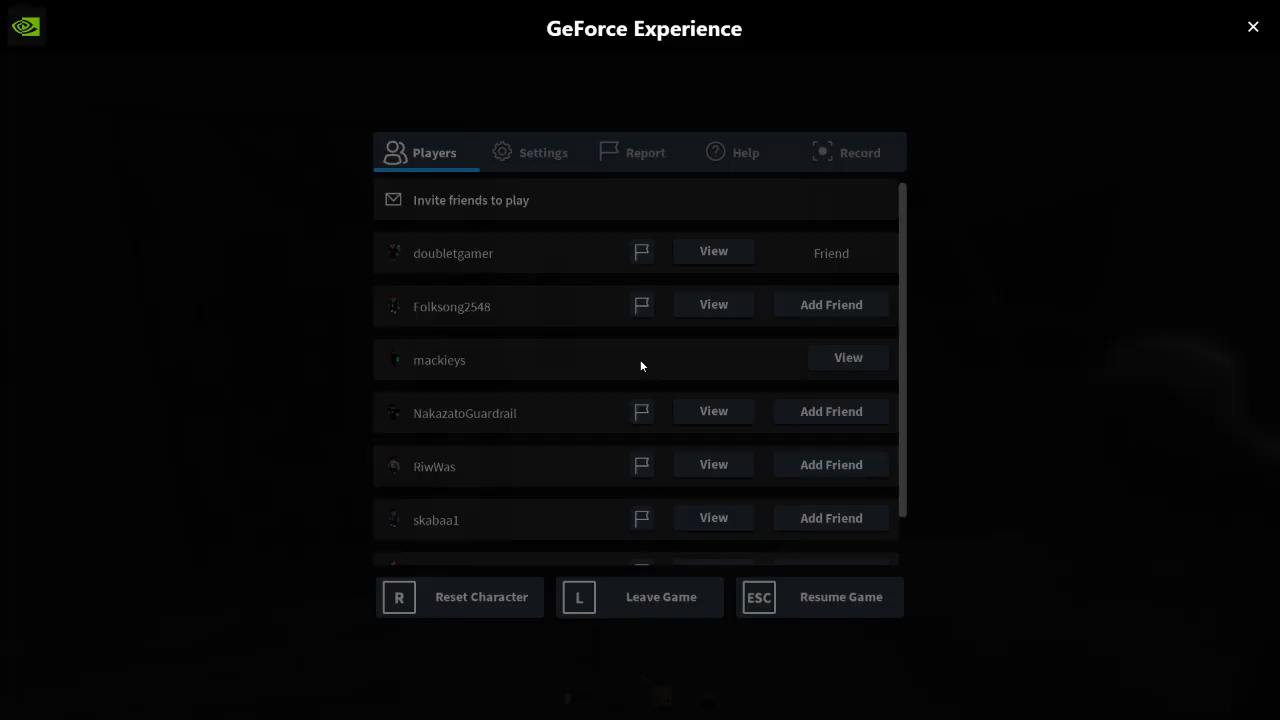 GeForce Experience
Players Settings Report Help Record
Invite friends to play
doubletgamer View Friend
Folksong2548 View Add Friend
mackieys View
NakazatoGuardrail View Add Friend
RiwWas View Add Friend
skabaa1 View Add Friend
R Reset Character L Leave Game ESC Resume Game